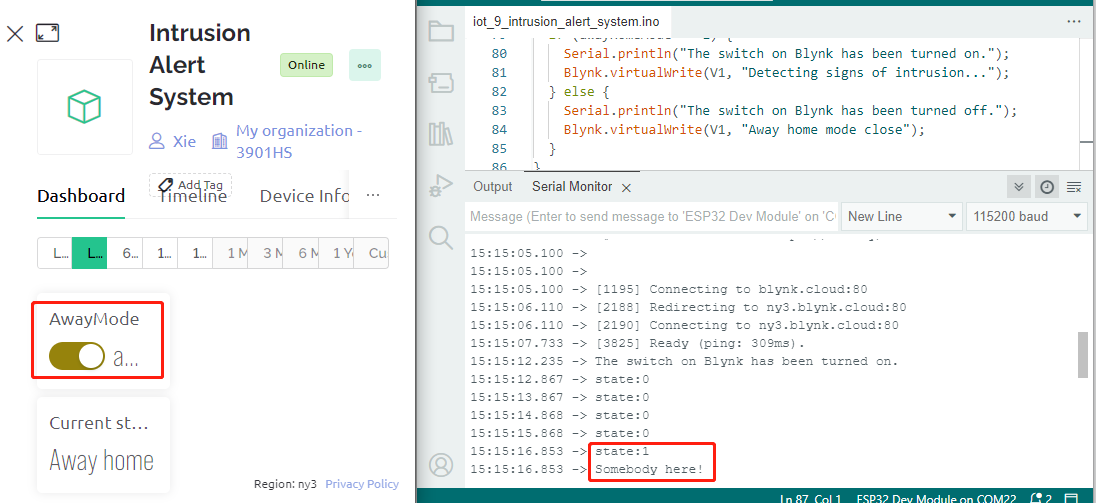 Intrusion
Alert
System
Online
Xie
My organization -
3901HS
Add Tag
Dashboard
Timeline
Device Info
L...
L...
6...
1...
1...
1 M
3 M
6 M
1 Ye
Cu
AwayMode
a...
Current st...
Away home
Region: ny3 Privacy Policy
iot_9_intrusion_alert_system.ino
80 Serial.println("The switch on Blynk has been turned on.");
81 Blynk.virtualWrite(V1, "Detecting signs of intrusion...");
82 } else {
83 Serial.println("The switch on Blynk has been turned off.");
84 Blynk.virtualWrite(V1, "Away home mode close");
85 }
86 }
Output Serial Monitor
Message (Enter to send message to 'ESP32 Dev Module' on 'CO
New Line
115200 baud
15:15:05.100 ->
15:15:05.100 ->
15:15:05.100 -> [1195] Connecting to blynk.cloud:80
15:15:06.110 -> [2188] Redirecting to ny3.blynk.cloud:80
15:15:06.110 -> [2190] Connecting to ny3.blynk.cloud:80
15:15:07.733 -> [3825] Ready (ping: 309ms).
15:15:12.235 -> The switch on Blynk has been turned on.
15:15:12.867 -> state:0
15:15:13.867 -> state:0
15:15:14.868 -> state:0
15:15:15.868 -> state:0
15:15:16.853 -> state:1
15:15:16.853 -> Somebody here!
Ln 87, Col 1 ESP32 Dev Module on COM22 2